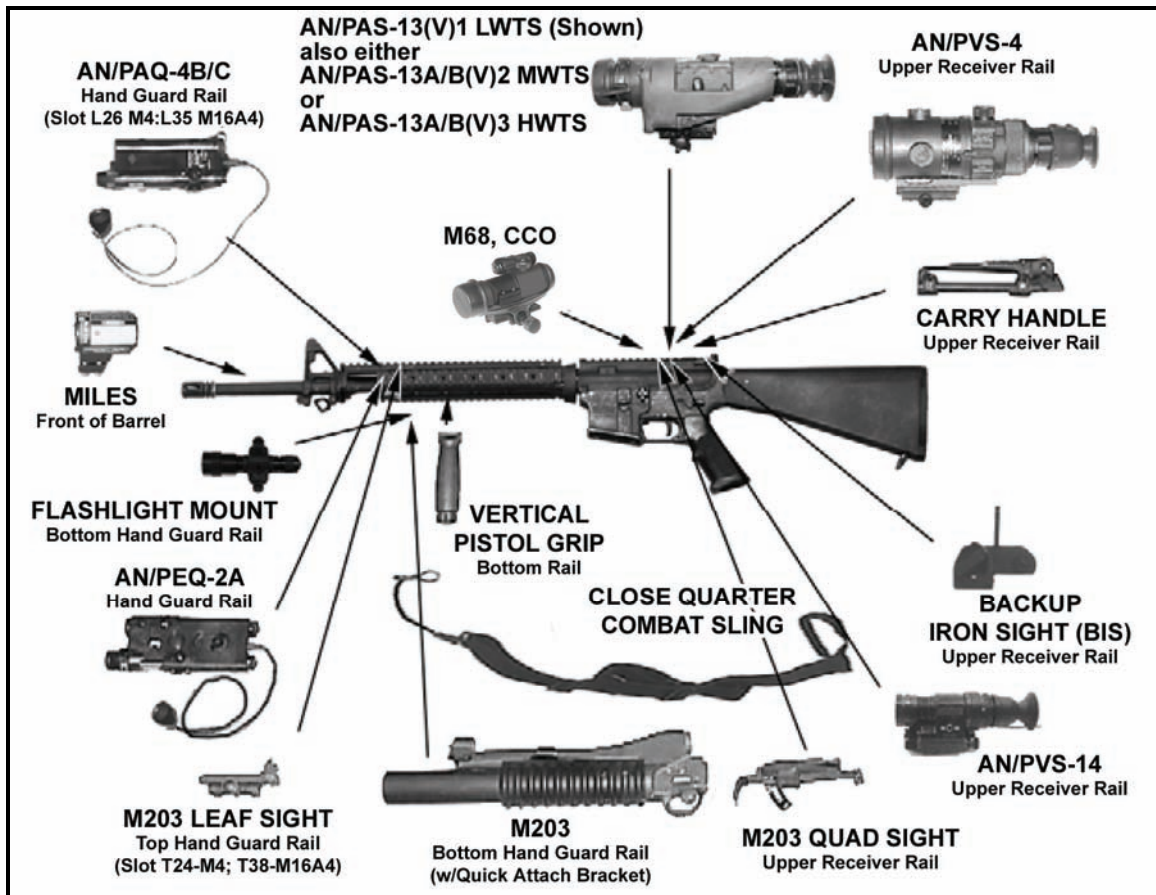 AN/PAQ-4B/C
Hand Guard Rail
(Slot L26 M4:L35 M16A4)
AN/PAS-13(V)1 LWTS (Shown)
also either
AN/PAS-13A/B(V)2 MWTS
or
AN/PAS-13A/B(V)3 HWTS
AN/PVS-4
Upper Receiver Rail
M68, CCO
CARRY HANDLE
Upper Receiver Rail
MILES
Front of Barrel
FLASHLIGHT MOUNT
Bottom Hand Guard Rail
VERTICAL
PISTOL GRIP
Bottom Rail
AN/PEQ-2A
Hand Guard Rail
CLOSE QUARTER
COMBAT SLING
BACKUP
IRON SIGHT (BIS)
Upper Receiver Rail
AN/PVS-14
Upper Receiver Rail
M203 LEAF SIGHT
Top Hand Guard Rail
(Slot T24-M4; T38-M16A4)
M203
Bottom Hand Guard Rail
(w/Quick Attach Bracket)
M203 QUAD SIGHT
Upper Receiver Rail